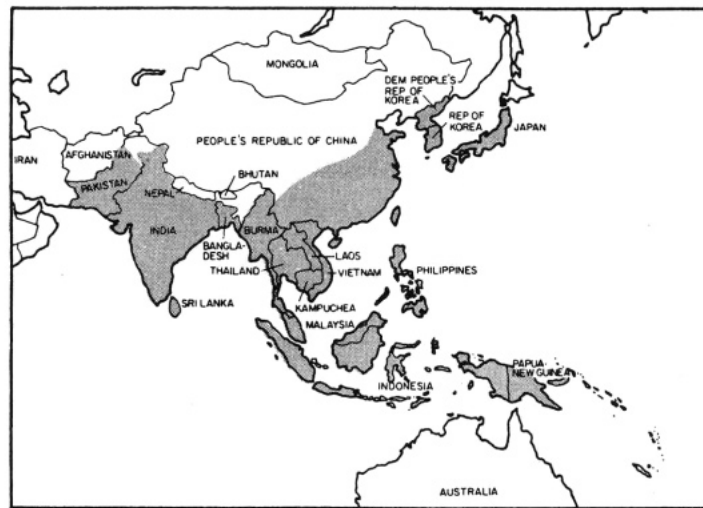 MONGOLIA
DEM PEOPLE'S
REP OF
KOREA
REP OF
KOREA
JAPAN
PEOPLE'S REPUBLIC OF CHINA
IRAN
AFGHANISTAN
PAKISTAN
NEPAL
BHUTAN
INDIA
BANGLA-
DESH
BURMA
LAOS
THAILAND
VIETNAM
PHILIPPINES
KAMPUCHEA
SRI LANKA
MALAYSIA
INDONESIA
PAPUA
NEW GUINEA
AUSTRALIA